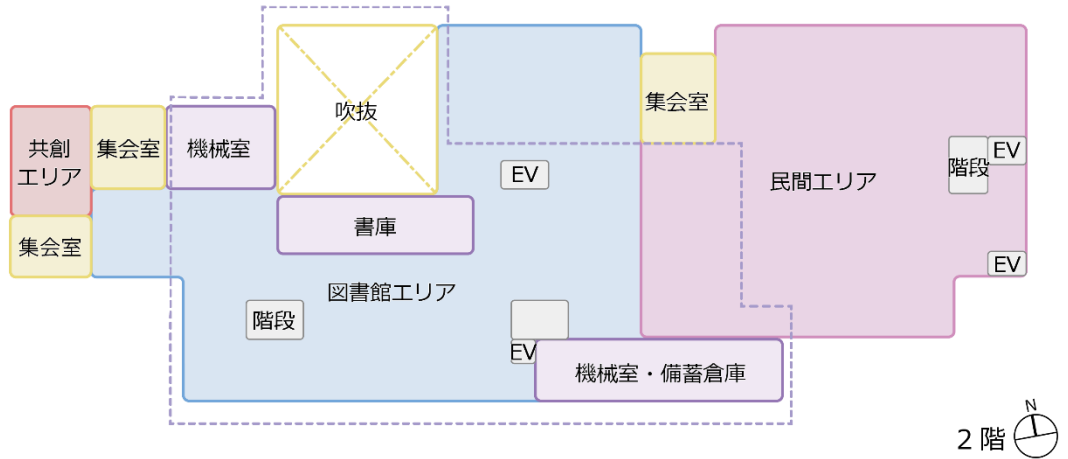 吹抜
集会室
共創
エリア
集会室
機械室
EV
階段
EV
民間エリア
書庫
集会室
EV
図書館エリア
階段
EV
機械室・備蓄倉庫
N
2階